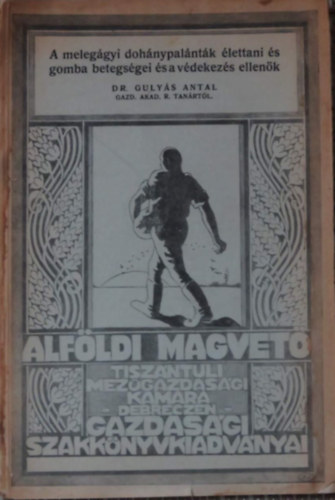 A melegágyi dohánypalánták élettani és
gomba betegségei és a védekezés ellenök
DR. GULYÁS ANTAL
GAZD. AKAD. R. TANÁRTÓL.
ALFÖLDI MAGVETŐ
TISZÁNTULI
MEZŐGAZDASÁGI
KAMARA
- DEBRECZEN -
GAZDASÁGI
SZAKKÖNYVKIADVÁNYAI